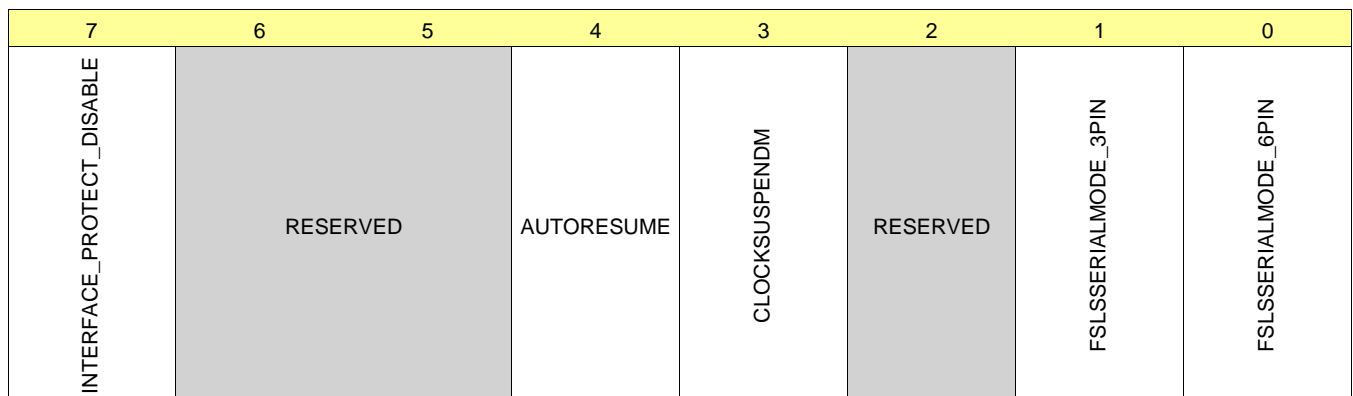 7 6 5 4 3 2 1 0
INTERFACE_PROTECT_DISABLE
RESERVED
AUTORESUME
CLOCKSUSPENDM
RESERVED
FSLSSERIALMODE_3PIN
FSLSSERIALMODE_6PIN